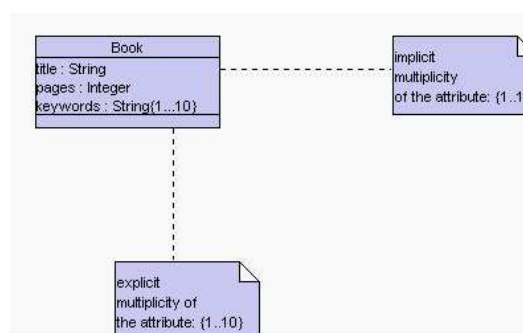 Book
title : String
pages : Integer
keywords : String{1...10}
implicit
multiplicity
of the attribute: {1..1
explicit
multiplicity of
the attribute: {1..10}